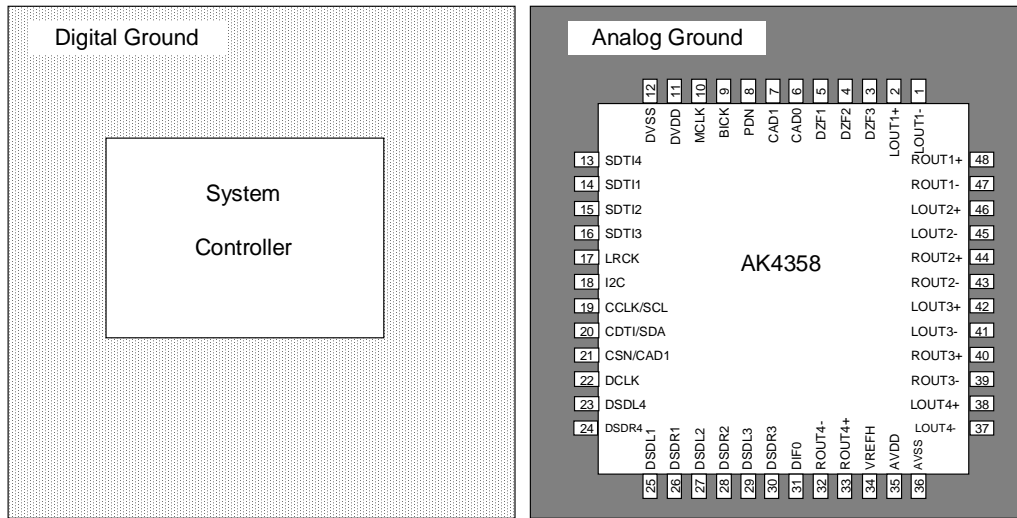 Digital Ground
System
Controller
Analog Ground
12 11 10 9 8 7 6 5 4 3 2 1
DVSS DVDD MCLK BICK PDN CAD1 CAD0 DZF1 DZF2 DZF3 LOUT1+ LOUT1-
13 SDTI4
14 SDTI1
15 SDTI2
16 SDTI3
17 LRCK
18 I2C
19 CCLK/SCL
20 CDTI/SDA
21 CSN/CAD1
22 DCLK
23 DSDL4
24 DSDR4
AK4358
ROUT1+ 48
ROUT1- 47
LOUT2+ 46
LOUT2- 45
ROUT2+ 44
ROUT2- 43
LOUT3+ 42
LOUT3- 41
ROUT3+ 40
ROUT3- 39
LOUT4+ 38
LOUT4- 37
DSDL1 DSDR1 DSDL2 DSDR2 DSDL3 DSDR3 DIF0 ROUT4- ROUT4+ VREFH AVDD AVSS
25 26 27 28 29 30 31 32 33 34 35 36